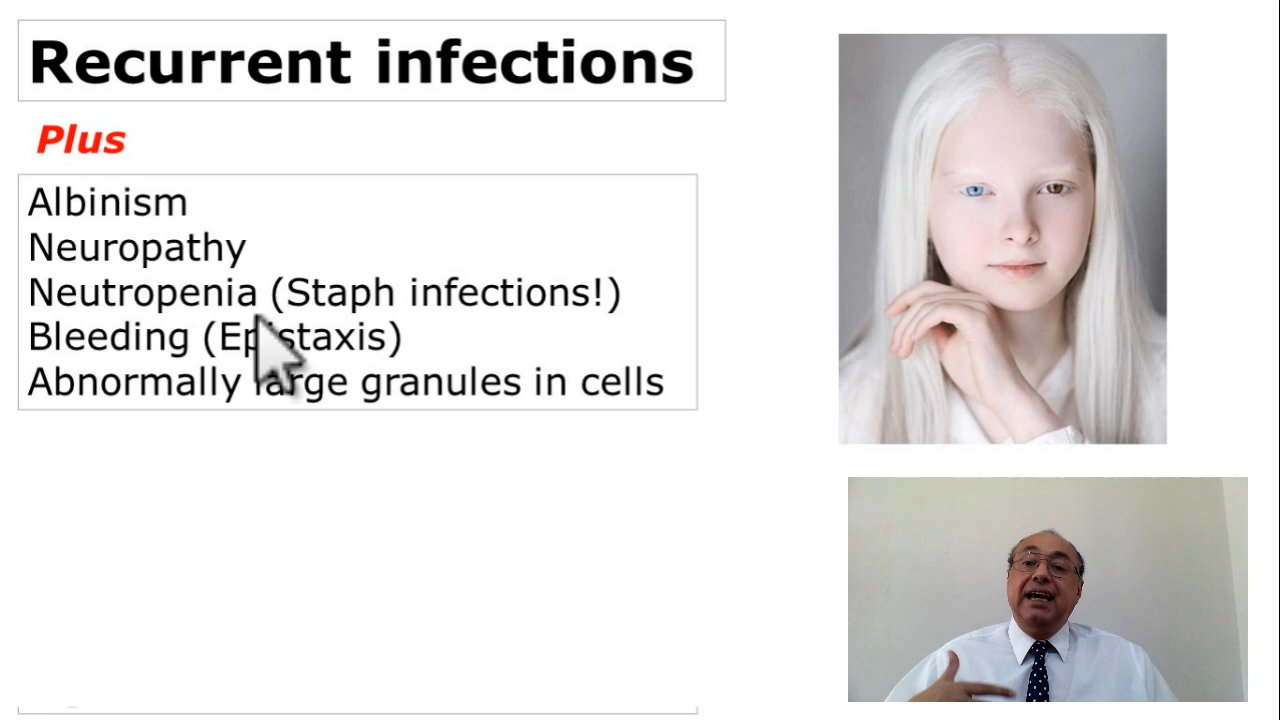 Recurrent infections
Plus
Albinism
Neuropathy
Neutropenia (Staph infections!)
Bleeding (Epistaxis)
Abnormally large granules in cells